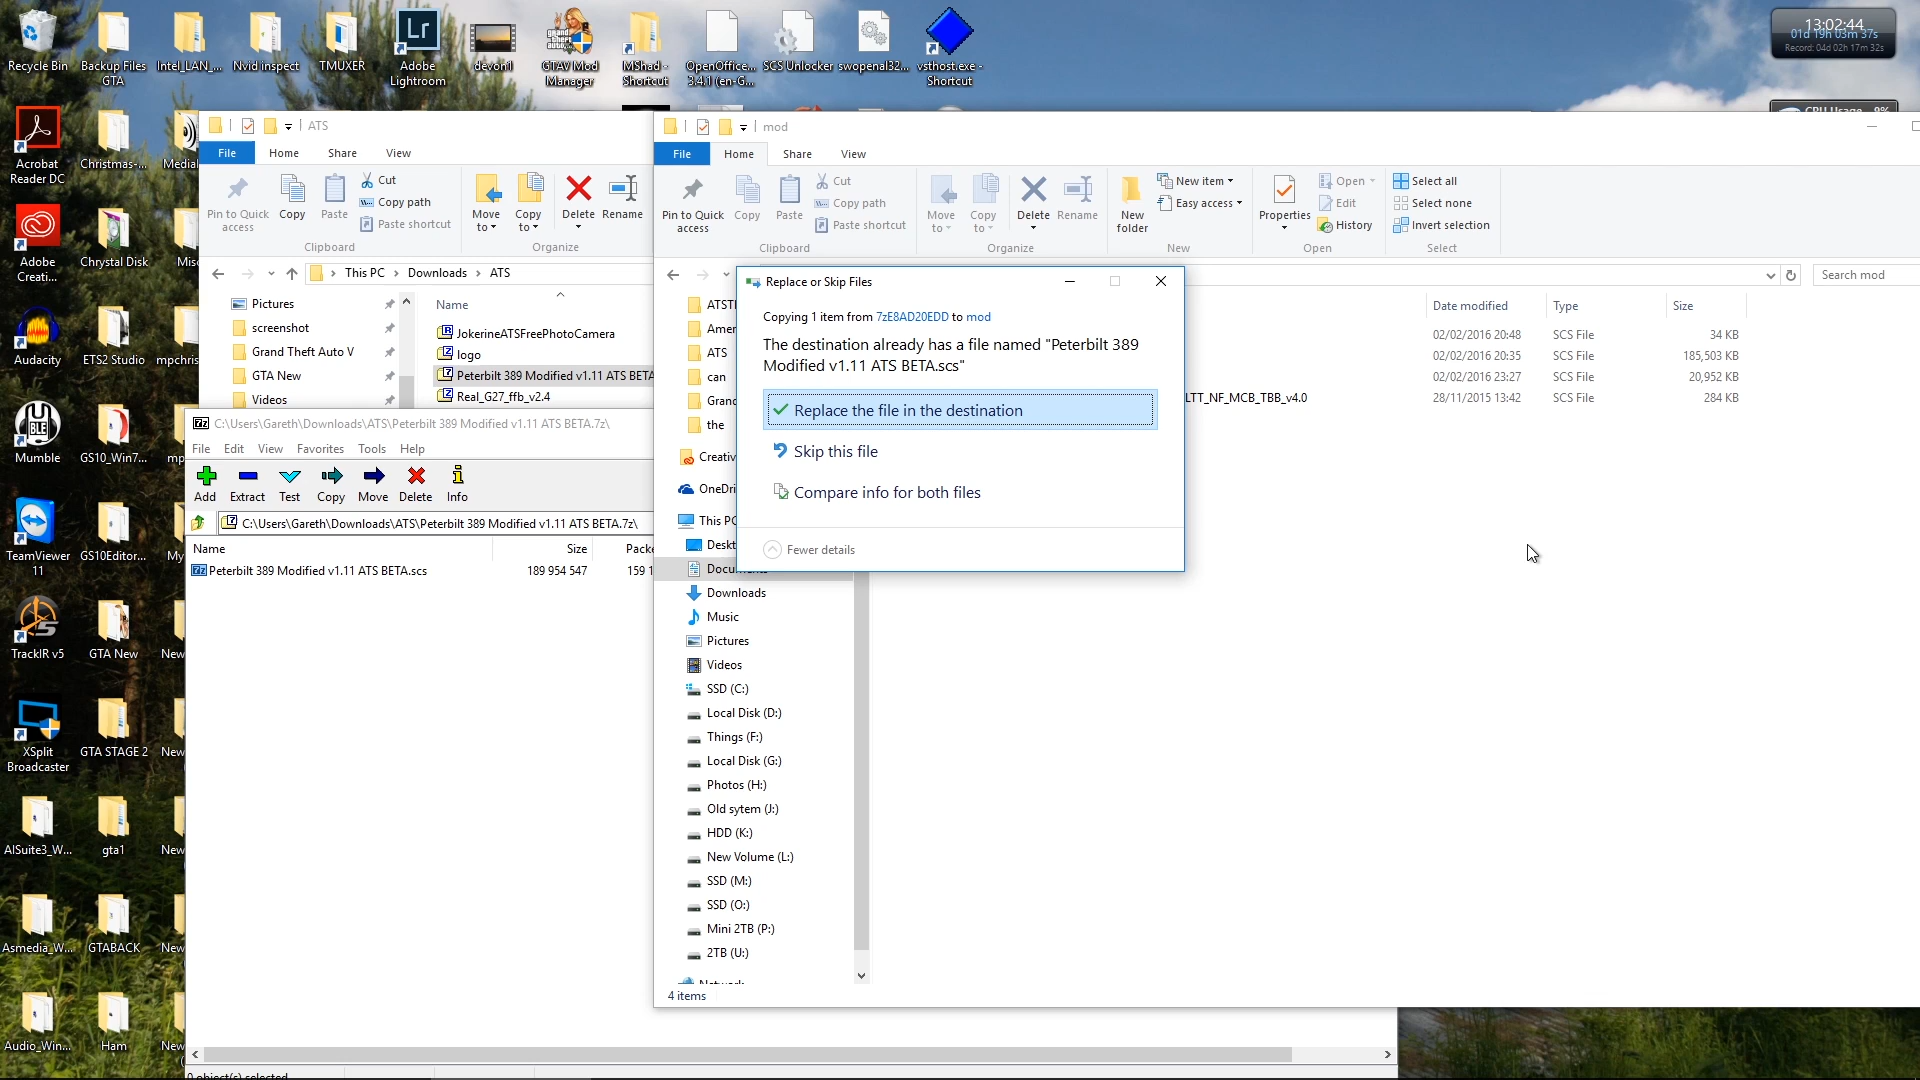 Recycle Bin
Backup Files GTA
Intel_LAN_...
Nvid inspect
TMUXER
Adobe Lightroom
devon1
GTAV Mod Manager
MShad - Shortcut
OpenOffice... 3.4.1 (en-G...
SCS Unlocker
swopenal32...
vsthost.exe - Shortcut
13:02:44
01d 19h 03m 37s
Record: 04d 02h 17m 32s
CPU Usage 9%
Acrobat Reader DC
Christmas-...
Adobe Creati...
Chrystal Disk
Audacity
ETS2 Studio
mpchris
Mumble
GS10_Win7...
TeamViewer 11
GS10Editor...
My
TrackIR v5
GTA New
New
XSplit Broadcaster
GTA STAGE 2
New
AISuite3_W...
gta1
New
Asmedia_W...
GTABACK
New
Audio_Win...
Ham
New
ATS
File
Home
Share
View
Pin to Quick access
Copy
Paste
Cut
Copy path
Paste shortcut
Clipboard
Move to
Copy to
Delete
Rename
Organize
This PC > Downloads > ATS
Pictures
screenshot
Grand Theft Auto V
GTA New
Videos
Name
JokerineATSFreePhotoCamera
logo
Peterbilt 389 Modified v1.11 ATS BETA
Real_G27_ffb_v2.4
C:\Users\Gareth\Downloads\ATS\Peterbilt 389 Modified v1.11 ATS BETA.7z\
File Edit View Favorites Tools Help
Add Extract Test Copy Move Delete Info
C:\Users\Gareth\Downloads\ATS\Peterbilt 389 Modified v1.11 ATS BETA.7z\
Name Size Packe
Peterbilt 389 Modified v1.11 ATS BETA.scs 189 954 547 159 1
mod
File
Home
Share
View
Pin to Quick access
Copy
Paste
Cut
Copy path
Paste shortcut
Clipboard
Move to
Copy to
Delete
Rename
Organize
New folder
New item
Easy access
New
Properties
Open
Edit
History
Open
Select all
Select none
Invert selection
Select
Search mod
Date modified Type Size
02/02/2016 20:48 SCS File 34 KB
02/02/2016 20:35 SCS File 185,503 KB
02/02/2016 23:27 SCS File 20,952 KB
LTT_NF_MCB_TBB_v4.0 28/11/2015 13:42 SCS File 284 KB
Replace or Skip Files
Copying 1 item from 7zE8AD20EDD to mod
The destination already has a file named "Peterbilt 389
Modified v1.11 ATS BETA.scs"
Replace the file in the destination
Skip this file
Compare info for both files
Fewer details
Amer
ATS
can
Grand
the
Creativ
OneDri
This PC
Deskt
Docum
Downloads
Music
Pictures
Videos
SSD (C:)
Local Disk (D:)
Things (F:)
Local Disk (G:)
Photos (H:)
Old sytem (J:)
HDD (K:)
New Volume (L:)
SSD (M:)
SSD (O:)
Mini 2TB (P:)
2TB (U:)
Network
4 items
0 object(s) selected